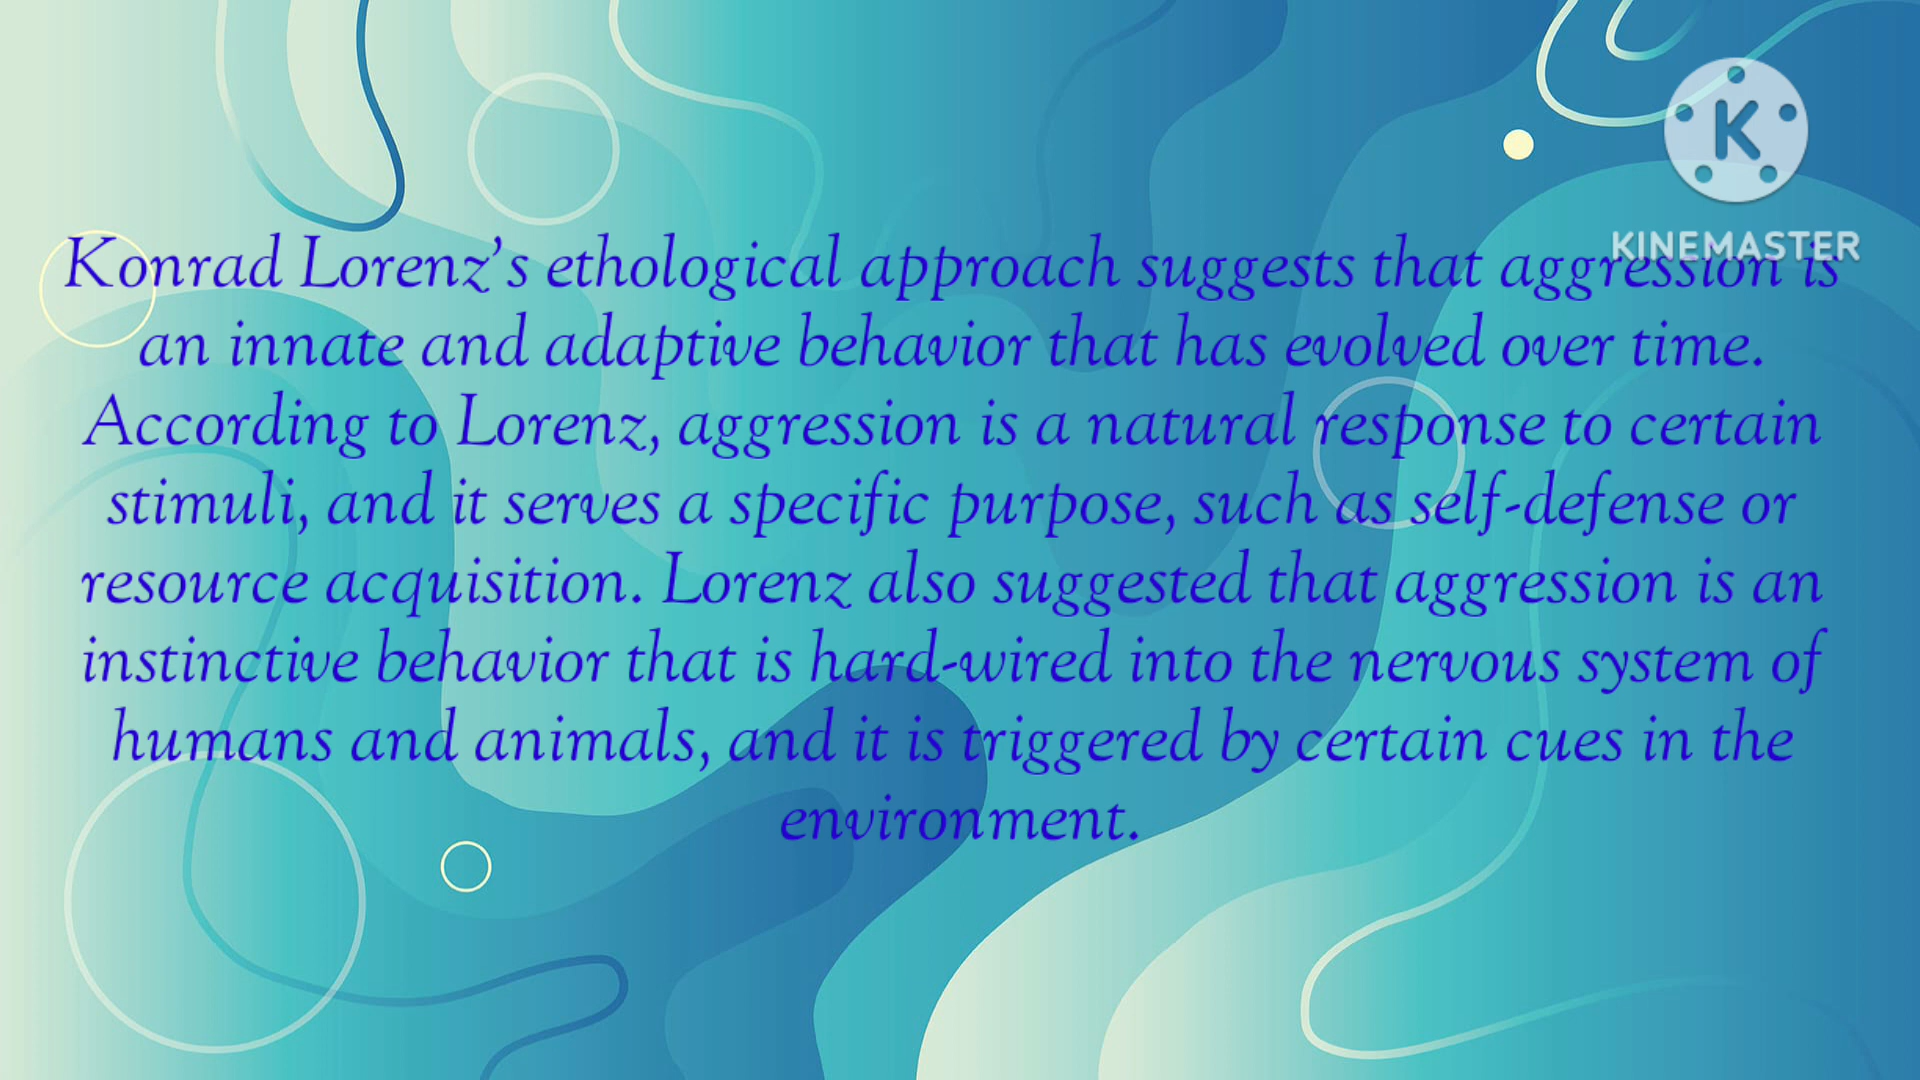 K
KINEMASTER
Konrad Lorenz's ethological approach suggests that aggression is
an innate and adaptive behavior that has evolved over time.
According to Lorenz, aggression is a natural response to certain
stimuli, and it serves a specific purpose, such as self-defense or
resource acquisition. Lorenz also suggested that aggression is an
instinctive behavior that is hard-wired into the nervous system of
humans and animals, and it is triggered by certain cues in the
environment.